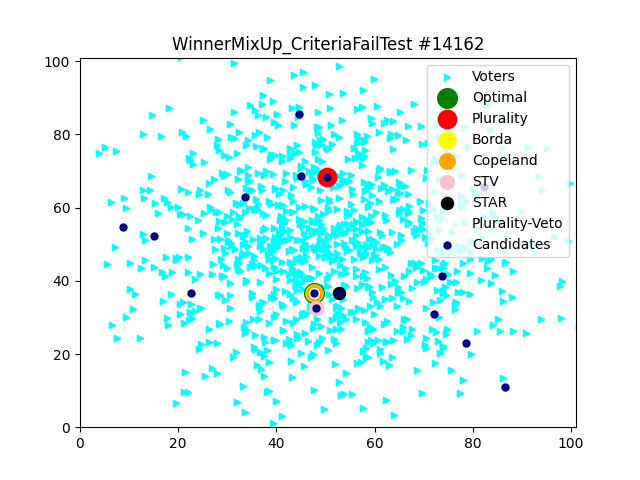 WinnerMixUp_CriteriaFailTest #14162
100
80
60
40
20
0
0 20 40 60 80 100
Voters
Optimal
Plurality
Borda
Copeland
STV
STAR
Plurality-Veto
Candidates